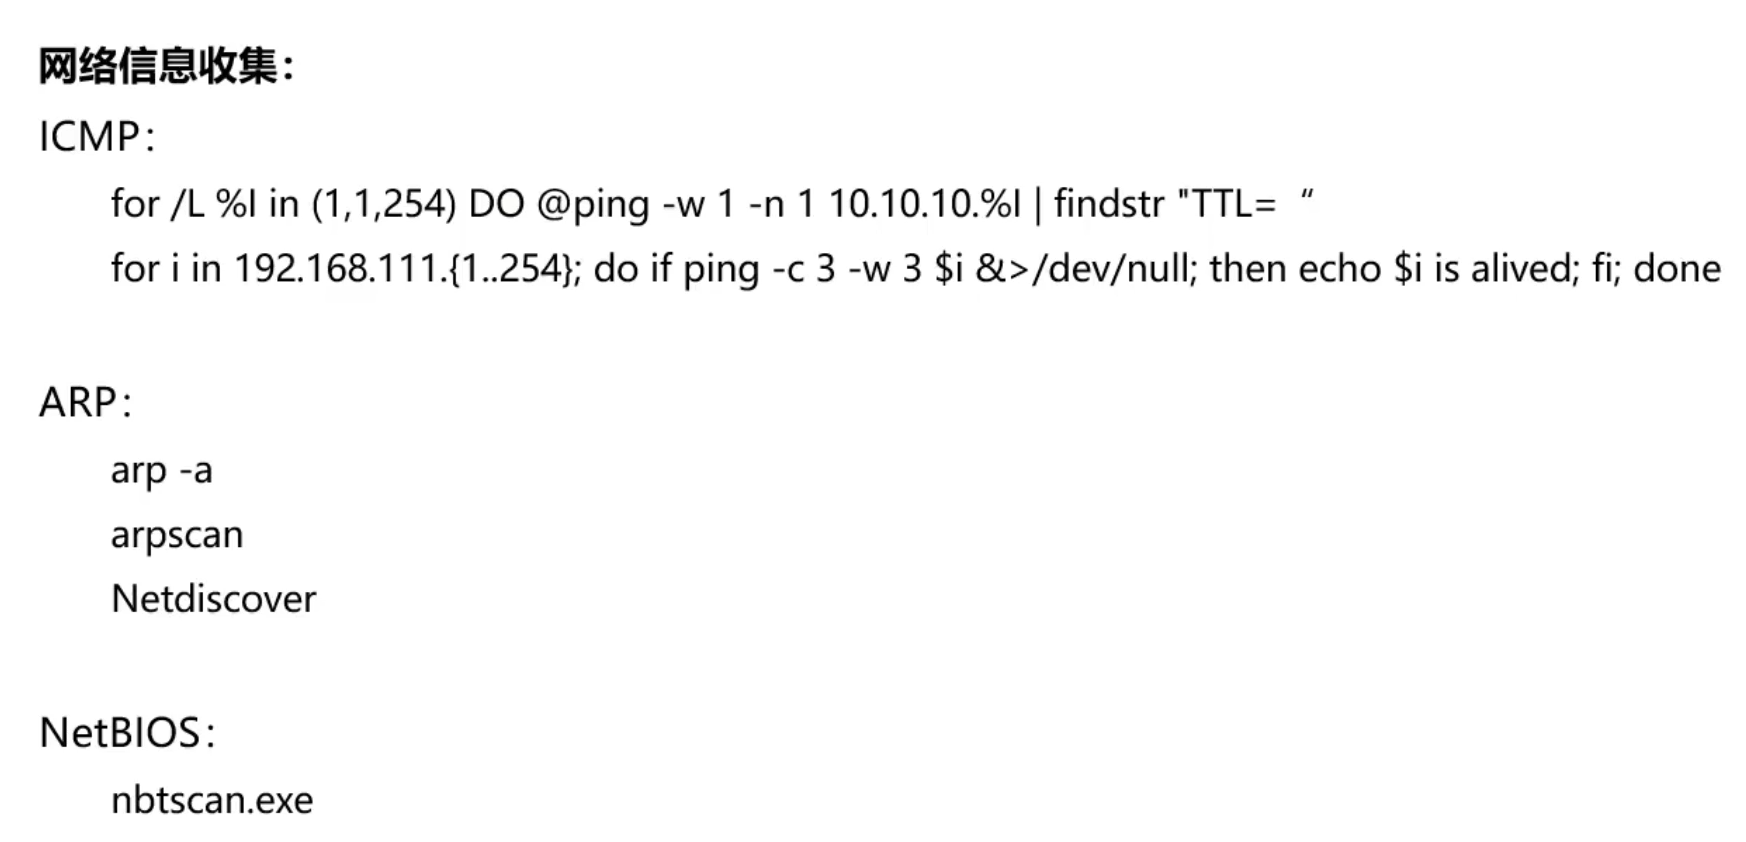 网络信息收集：
ICMP：
for /L %I in (1,1,254) DO @ping -w 1 -n 1 10.10.10.%I | findstr "TTL= “
for i in 192.168.111.{1..254}; do if ping -c 3 -w 3 $i &>/dev/null; then echo $i is alived; fi; done
ARP：
arp -a
arpscan
Netdiscover
NetBIOS：
nbtscan.exe